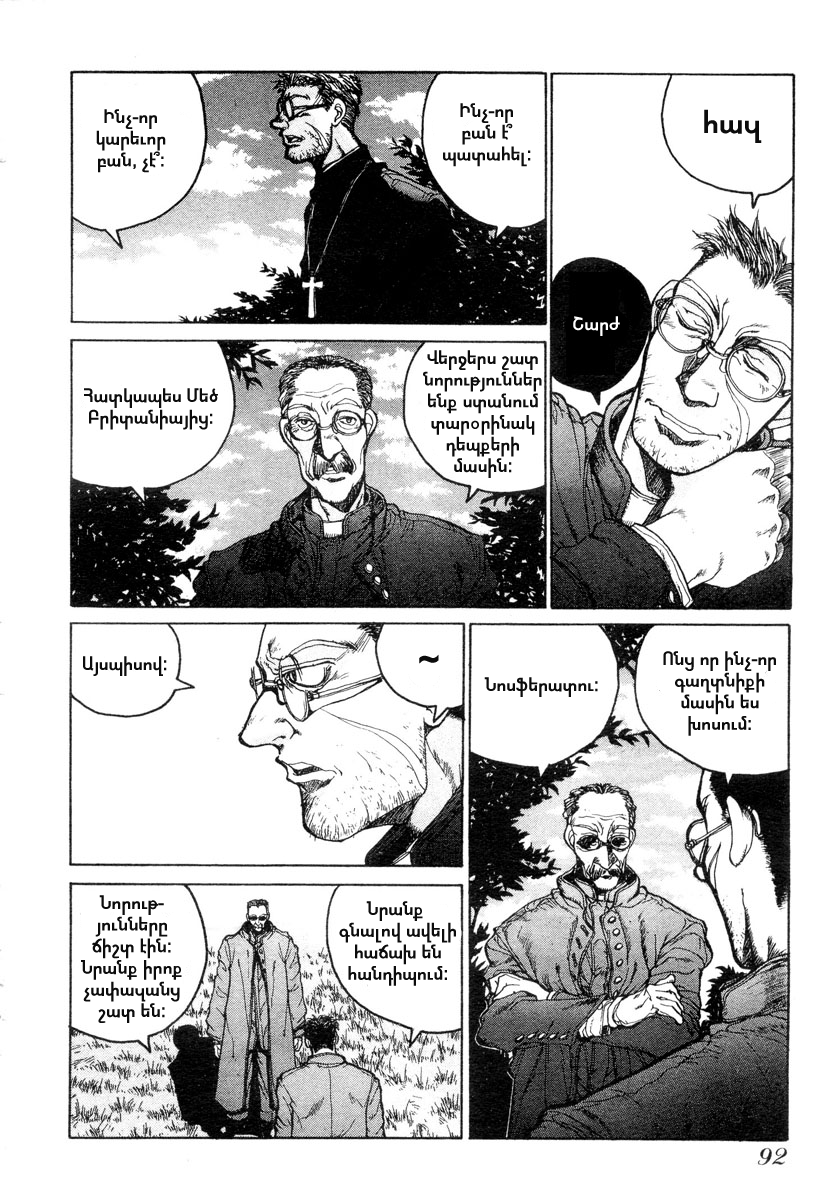 հավ
Շարժ
Ինչ-որ
բան է՞
պատահել:
Ինչ-որ
կարեւոր
բան, չէ՞:
Վերջերս շատ
նորություններ
ենք ստանում
տարօրինակ
դեպքերի
մասին:
Հատկապես Մեծ
Բրիտանիայից:
Ոնց որ ինչ-որ
գաղտնիքի
մասին ես
խոսում:
Նոսֆերատու:
~
Այսպիսով:
Նրանք
գնալով ավելի
հաճախ են
հանդիպում:
Նորութ-
յունները
ճիշտ էին:
Նրանք իրոք
չափազանց
շատ են:
92